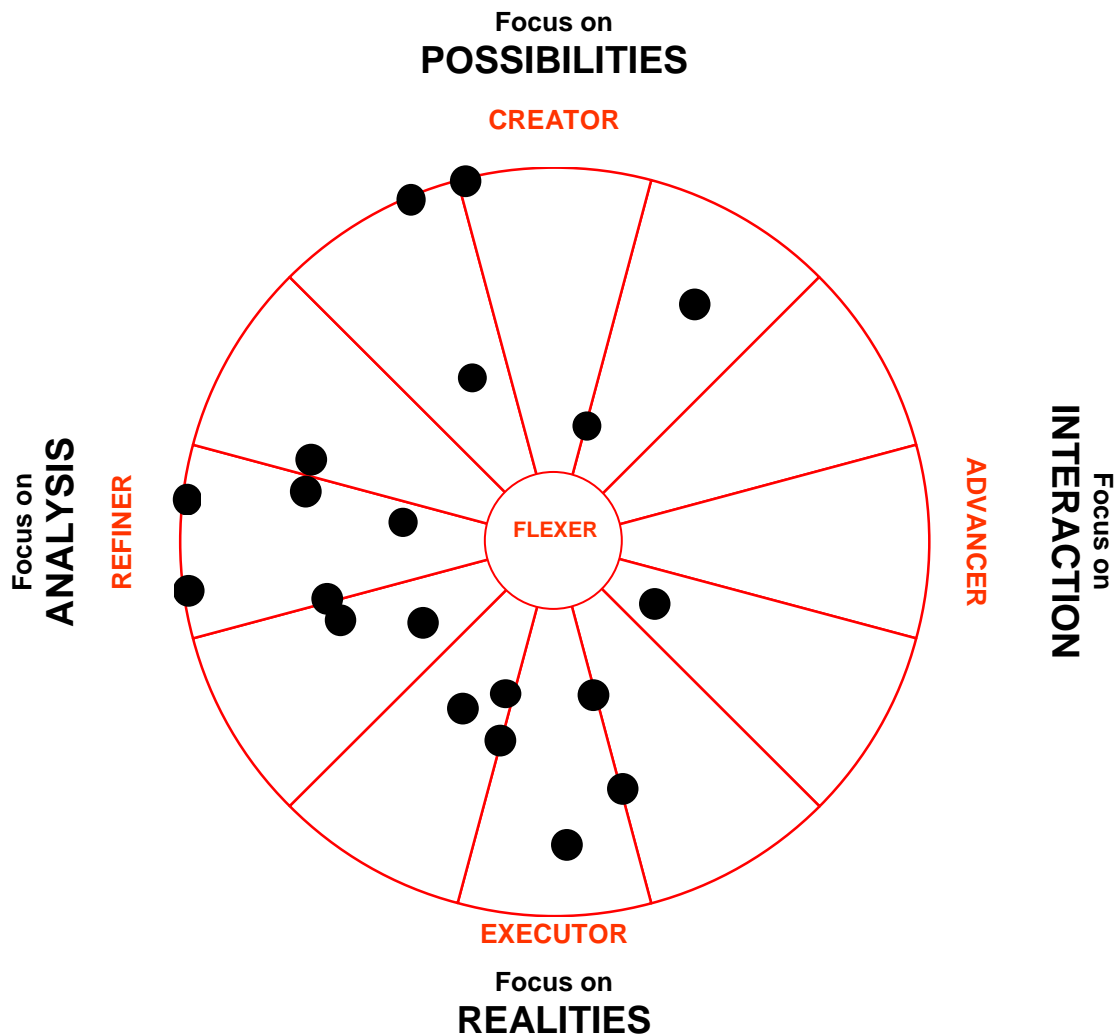 Focus on
POSSIBILITIES
CREATOR
Focus on
ANALYSIS
REFINER
FLEXER
ADVANCER
Focus on
INTERACTION
EXECUTOR
Focus on
REALITIES